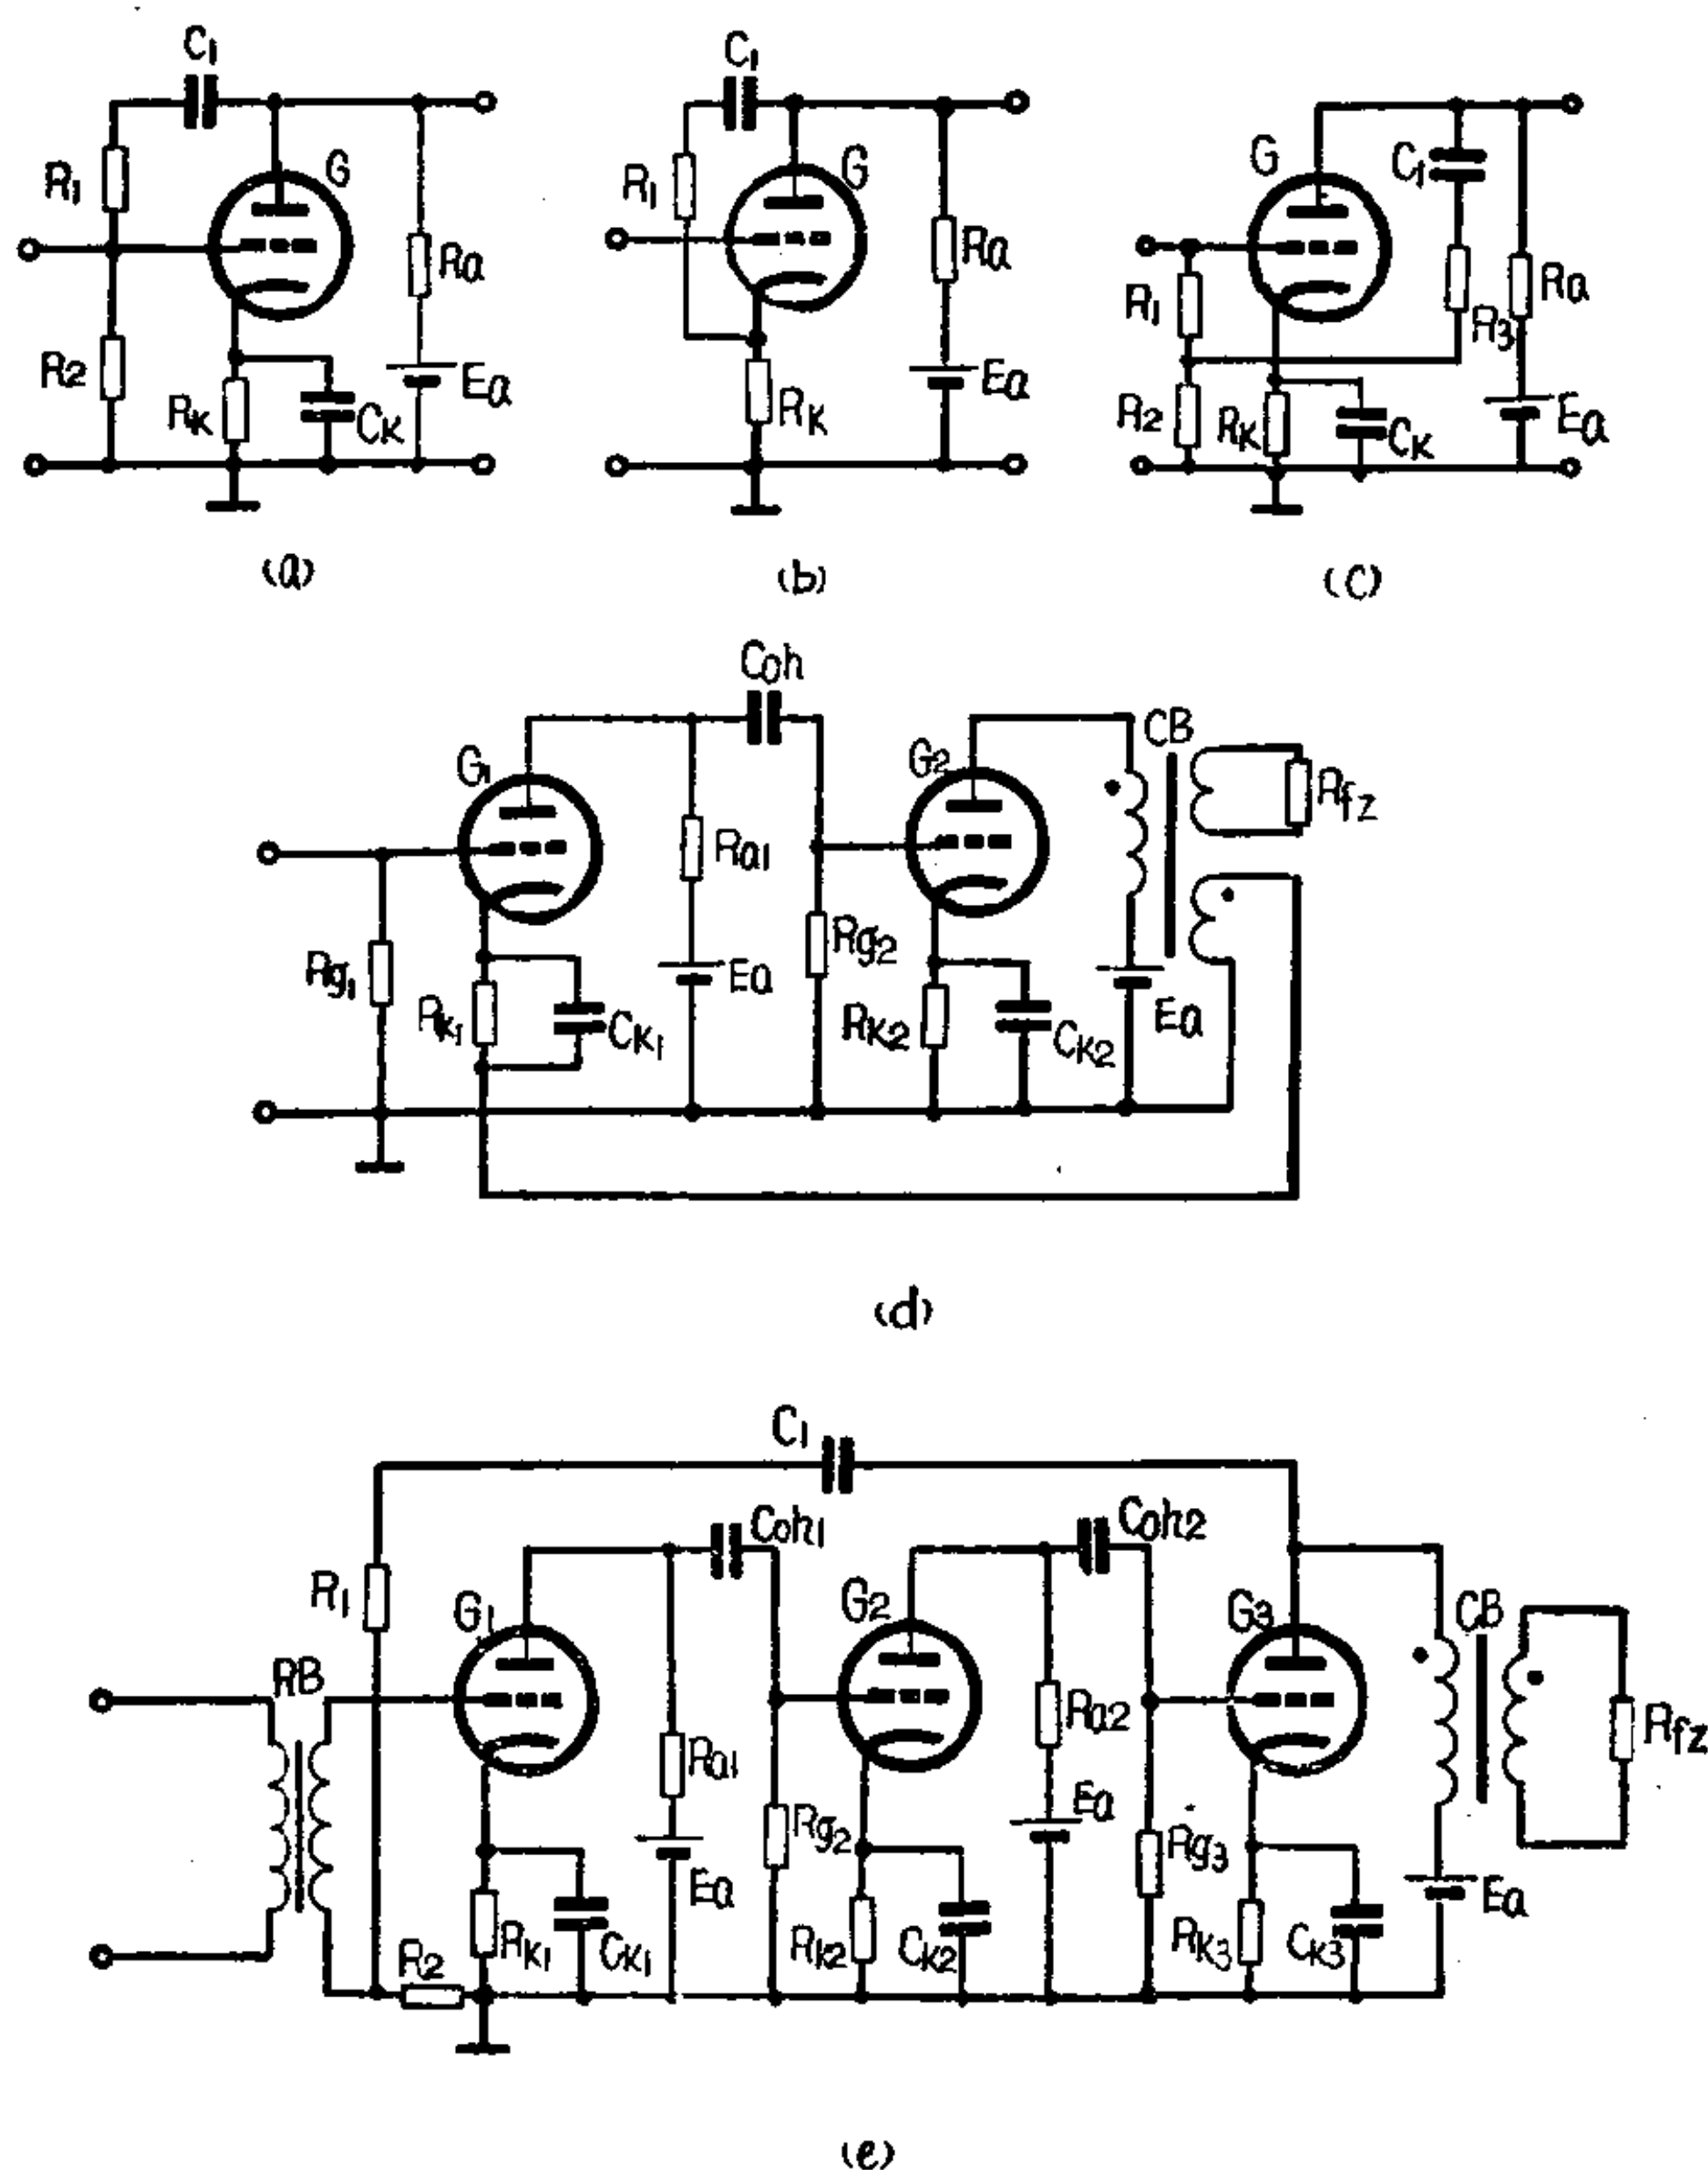 C1
R1
G
Ra
R2
Rk
Ck
Ea
(a)
C1
R1
G
Ra
Rk
Ea
(b)
G
C1
R1
R3
Ra
R2
Rk
Ck
Ea
(c)
Coh
G1
G2
CB
Rfz
Ra1
Rg1
Rk1
Ck1
Ea
Rg2
Rk2
Ck2
Ea
(d)
C1
Coh1
Coh2
R1
G1
G2
G3
CB
RB
Ra1
Ra2
Rfz
Rg2
Ea
Rg3
Ea
Ea
R2
Rk1
Ck1
Rk2
Ck2
Rk3
Ck3
(e)